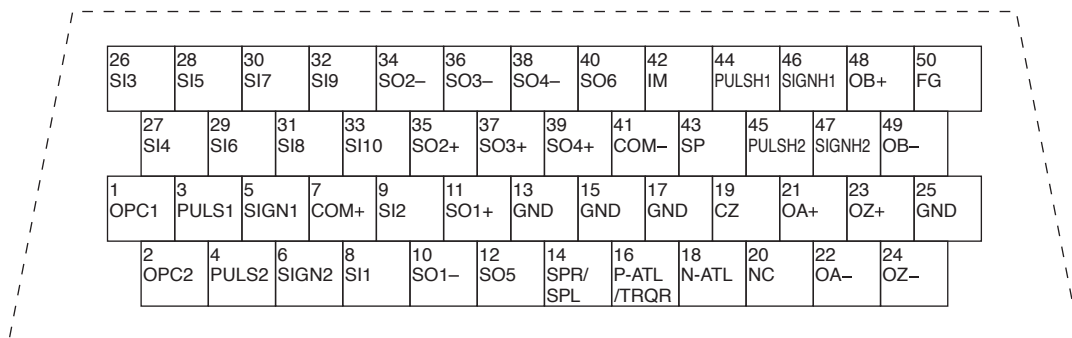 26 28 30 32 34 36 38 40 42 44 46 48 50
SI3 SI5 SI7 SI9 SO2– SO3– SO4– SO6 IM PULSH1 SIGNH1 OB+ FG
27 29 31 33 35 37 39 41 43 45 47 49
SI4 SI6 SI8 SI10 SO2+ SO3+ SO4+ COM– SP PULSH2 SIGNH2 OB–
1 3 5 7 9 11 13 15 17 19 21 23 25
OPC1 PULS1 SIGN1 COM+ SI2 SO1+ GND GND GND CZ OA+ OZ+ GND
2 4 6 8 10 12 14 16 18 20 22 24
OPC2 PULS2 SIGN2 SI1 SO1– SO5 SPR/ P-ATL N-ATL NC OA– OZ–
SPL /TRQR